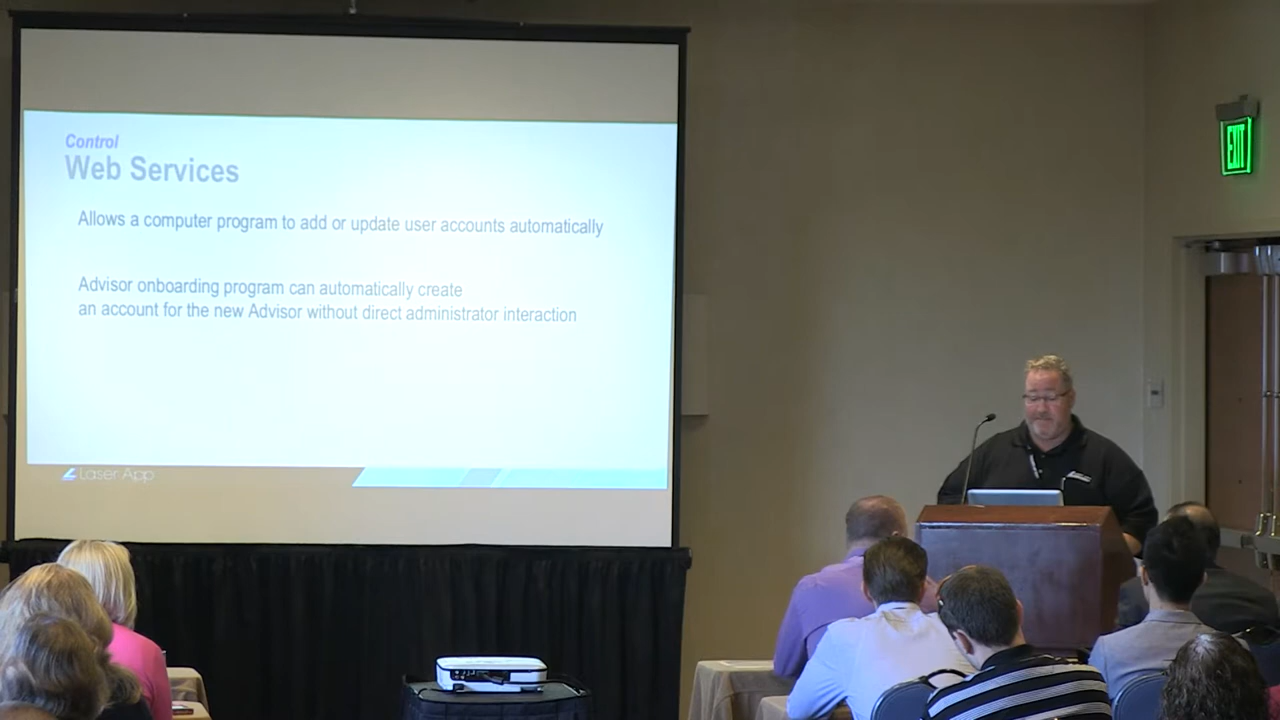 Control
Web Services
Allows a computer program to add or update user accounts automatically
Advisor onboarding program can automatically create
an account for the new Advisor without direct administrator interaction
Laser App
EXIT